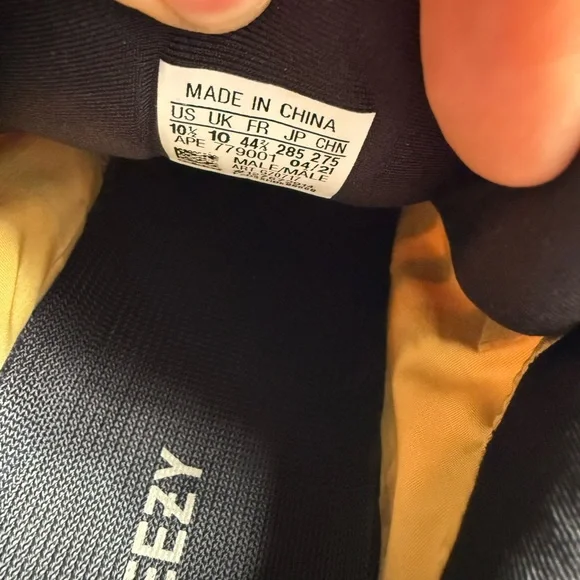 MADE IN CHINA
US UK FR JP CHN
10½ 10 44⅔ 285 275
APE 779001 04/21
MALE/MALE
EEZY